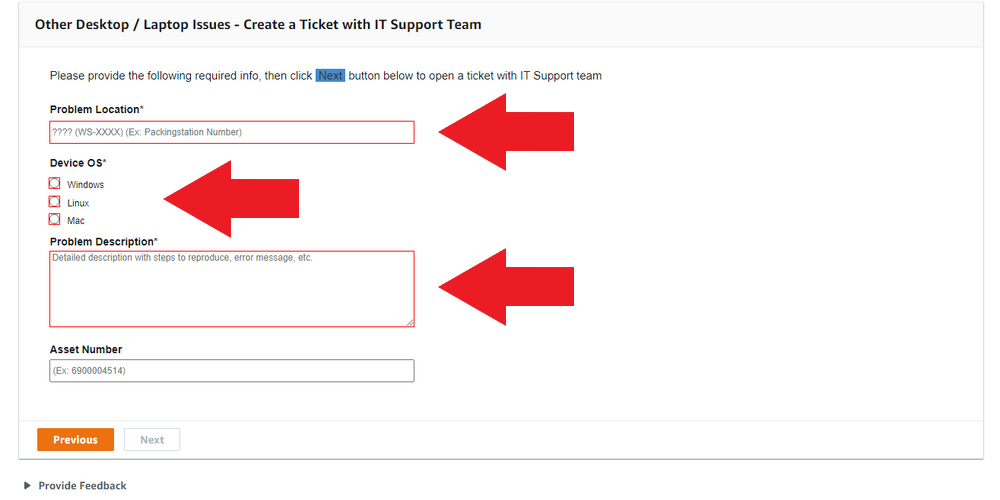 Other Desktop / Laptop Issues - Create a Ticket with IT Support Team
Please provide the following required info, then click Next button below to open a ticket with IT Support team
Problem Location*
???? (WS-XXXX) (Ex: Packingstation Number)
Device OS*
Windows
Linux
Mac
Problem Description*
Detailed description with steps to reproduce, error message, etc.
Asset Number
(Ex: 6900004514)
Previous Next
Provide Feedback